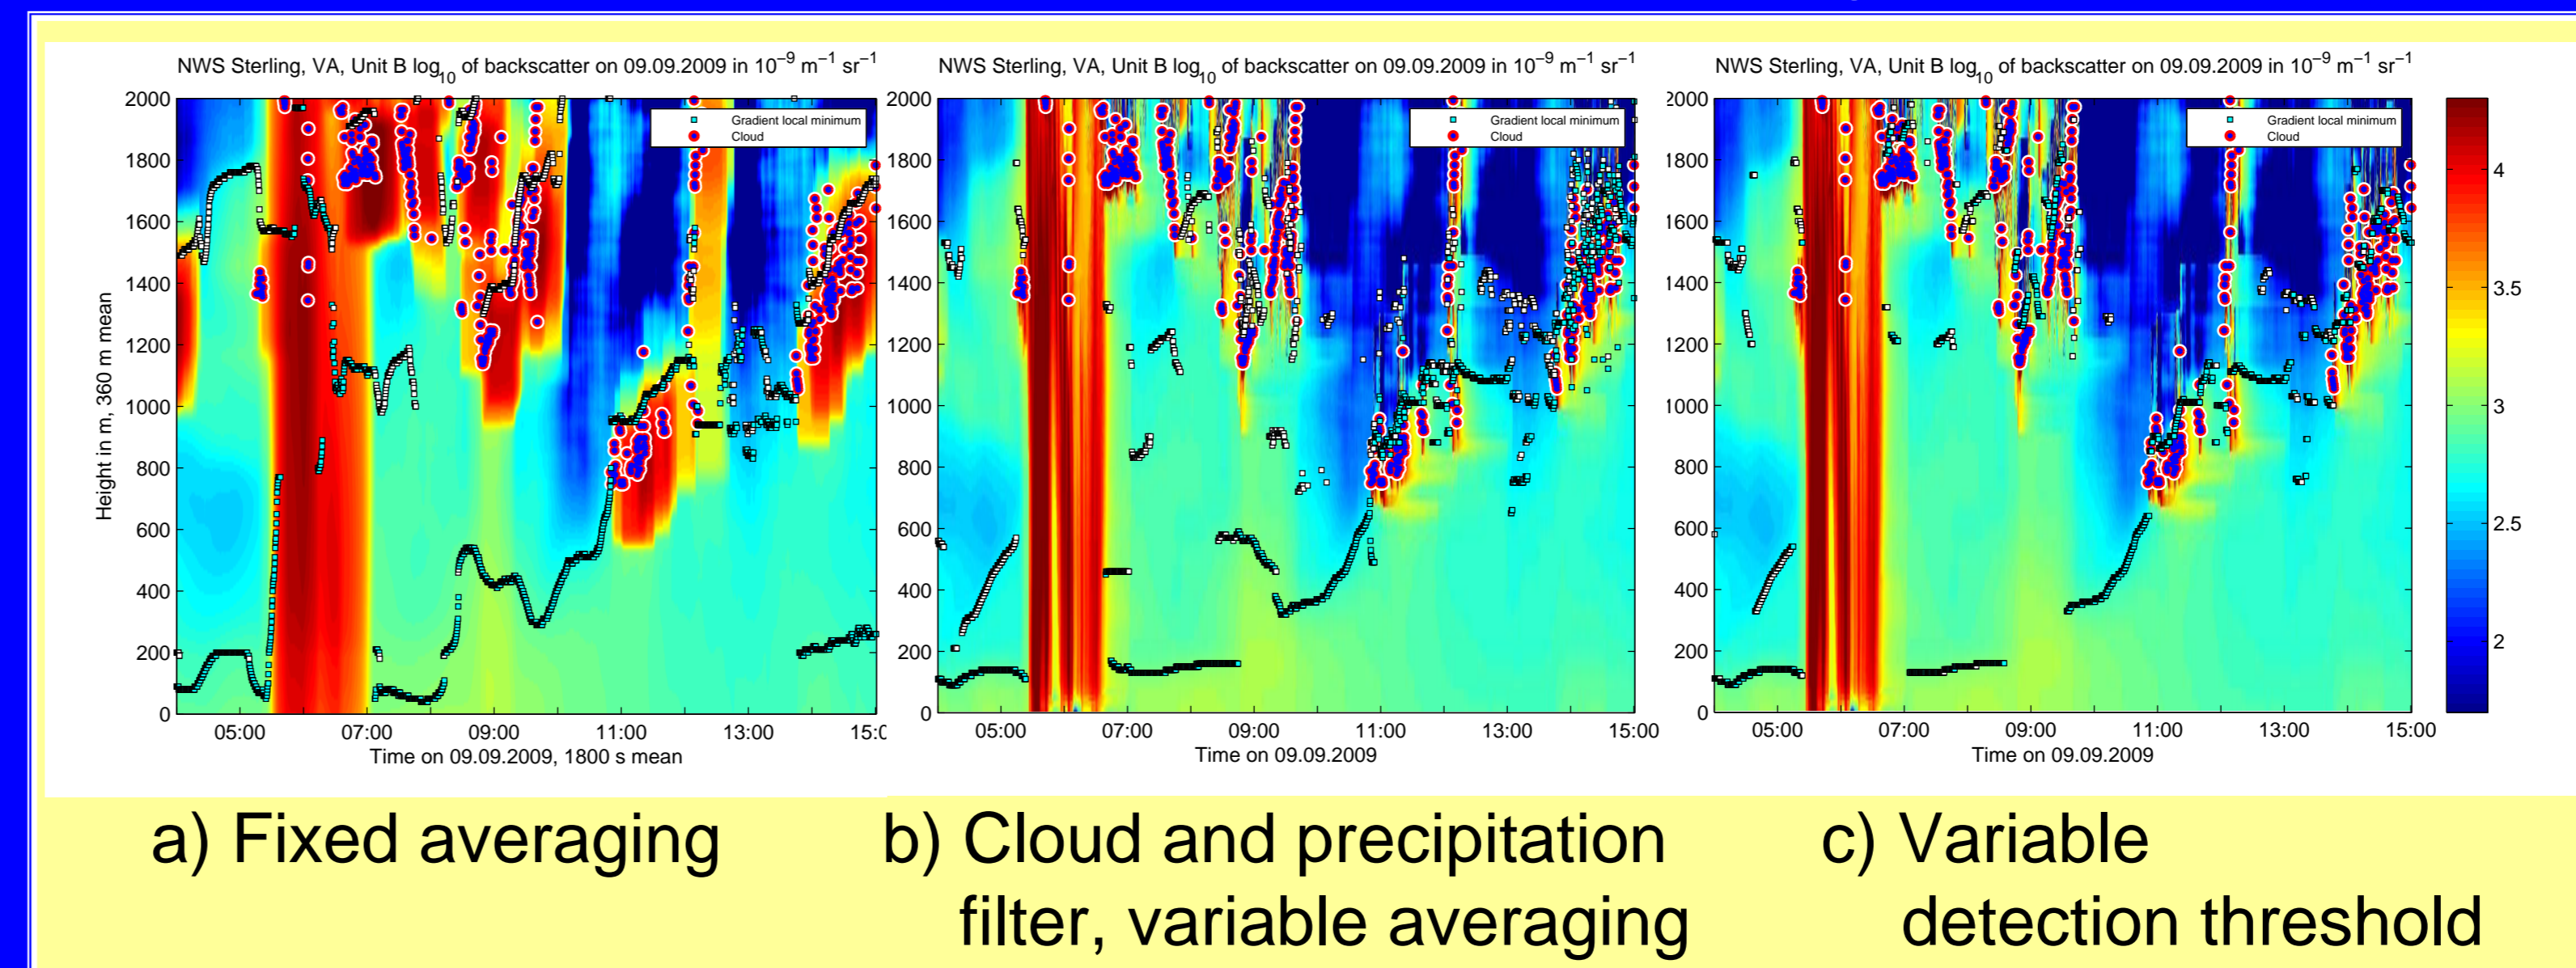 NWS Sterling, VA, Unit B log10 of backscatter on 09.09.2009 in 10−9 m−1 sr−1
Gradient local minimum
Cloud
2000
1800
1600
1400
1200
1000
800
600
400
200
0
Height in m, 360 m mean
05:00 07:00 09:00 11:00 13:00 15:0
Time on 09.09.2009, 1800 s mean
NWS Sterling, VA, Unit B log10 of backscatter on 09.09.2009 in 10−9 m−1 sr−1
Gradient local minimum
Cloud
2000
1800
1600
1400
1200
1000
800
600
400
200
0
05:00 07:00 09:00 11:00 13:00 15:00
Time on 09.09.2009
NWS Sterling, VA, Unit B log10 of backscatter on 09.09.2009 in 10−9 m−1 sr−1
Gradient local minimum
Cloud
2000
1800
1600
1400
1200
1000
800
600
400
200
0
05:00 07:00 09:00 11:00 13:00 15:00
Time on 09.09.2009
4
3.5
3
2.5
2
a) Fixed averaging
b) Cloud and precipitation
filter, variable averaging
c) Variable
detection threshold